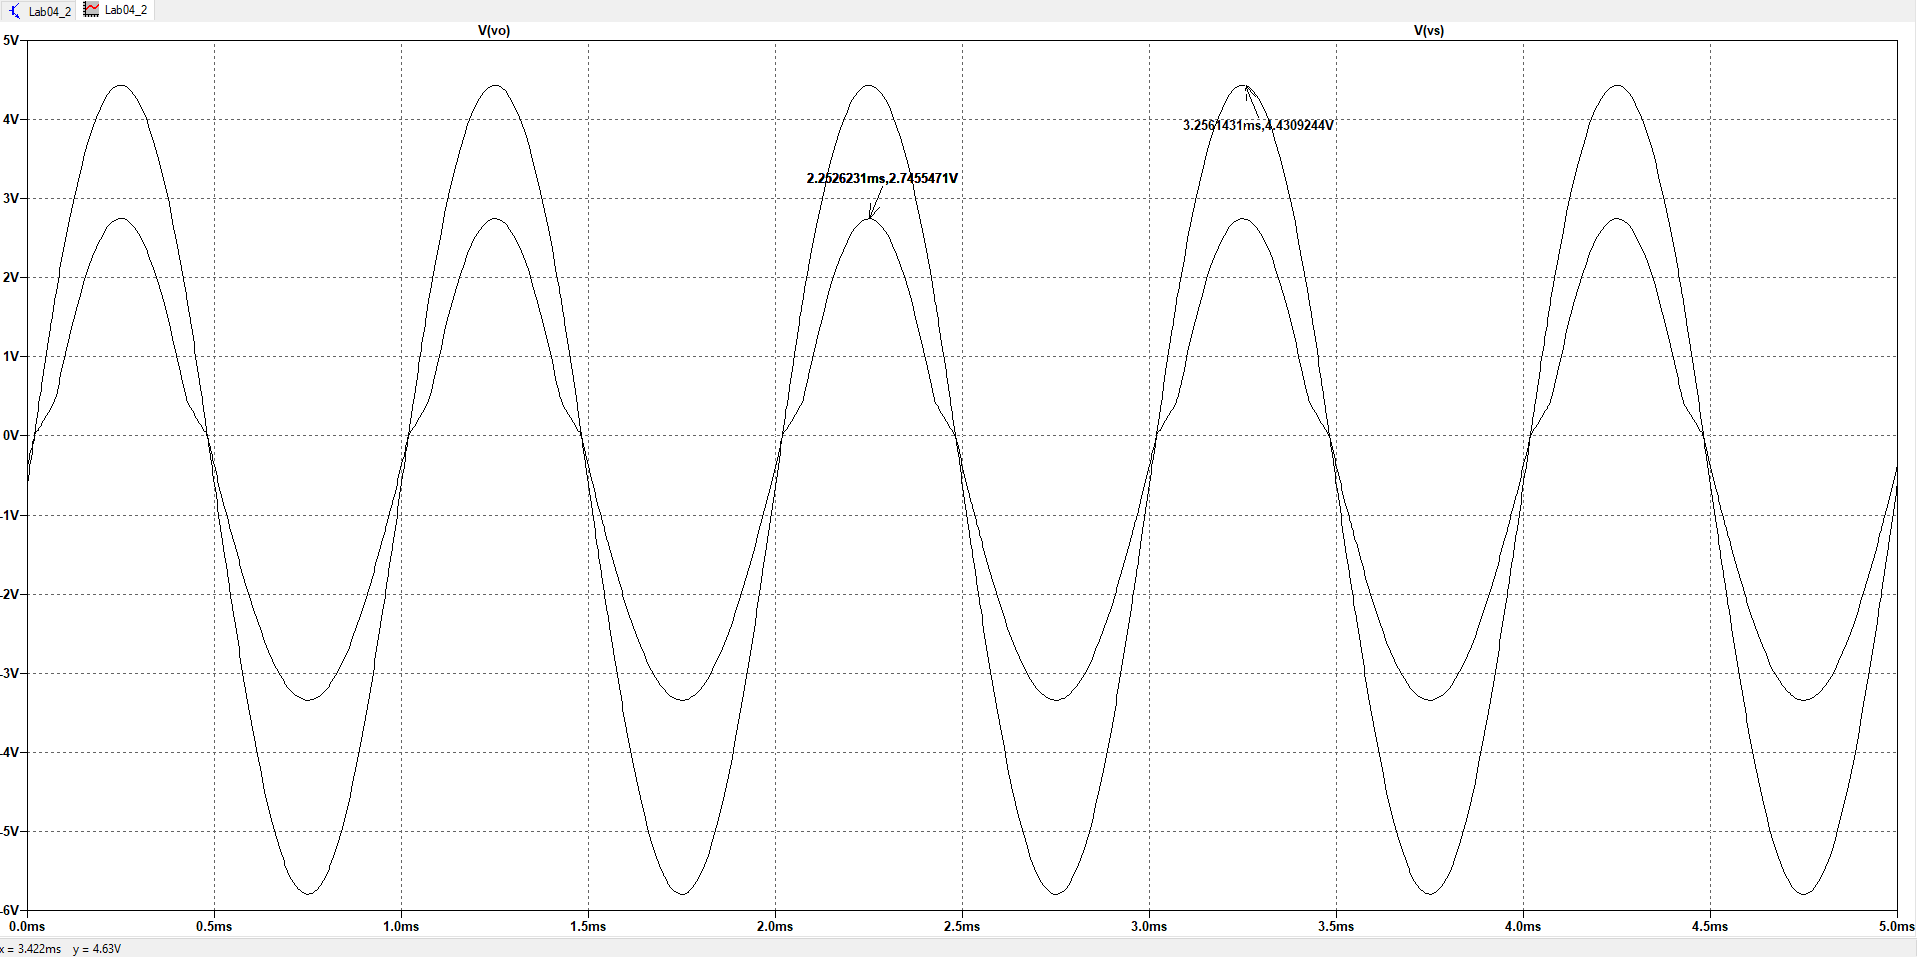 Lab04_2 Lab04_2
V(vo) V(vs)
5V
4V
3V
2V
1V
0V
-1V
-2V
-3V
-4V
-5V
-6V
3.2561431ms,4.4309244V
2.2526231ms,2.7455471V
0.0ms 0.5ms 1.0ms 1.5ms 2.0ms 2.5ms 3.0ms 3.5ms 4.0ms 4.5ms 5.0ms
x = 3.422ms y = 4.63V